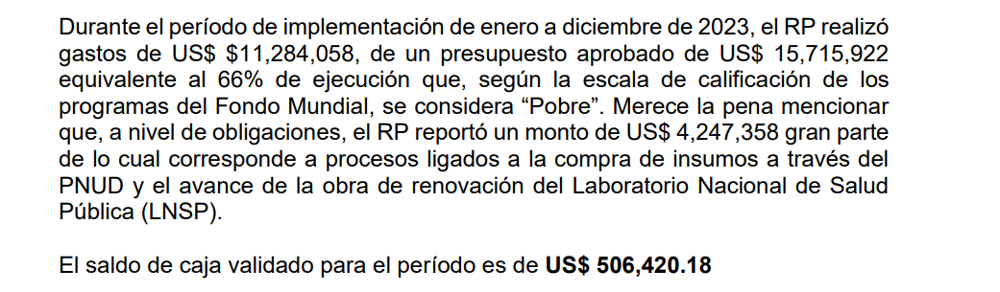 Durante el período de implementación de enero a diciembre de 2023, el RP realizó
gastos de US$ $11,284,058, de un presupuesto aprobado de US$ 15,715,922
equivalente al 66% de ejecución que, según la escala de calificación de los
programas del Fondo Mundial, se considera “Pobre”. Merece la pena mencionar
que, a nivel de obligaciones, el RP reportó un monto de US$ 4,247,358 gran parte
de lo cual corresponde a procesos ligados a la compra de insumos a través del
PNUD y el avance de la obra de renovación del Laboratorio Nacional de Salud
Pública (LNSP).
El saldo de caja validado para el período es de US$ 506,420.18